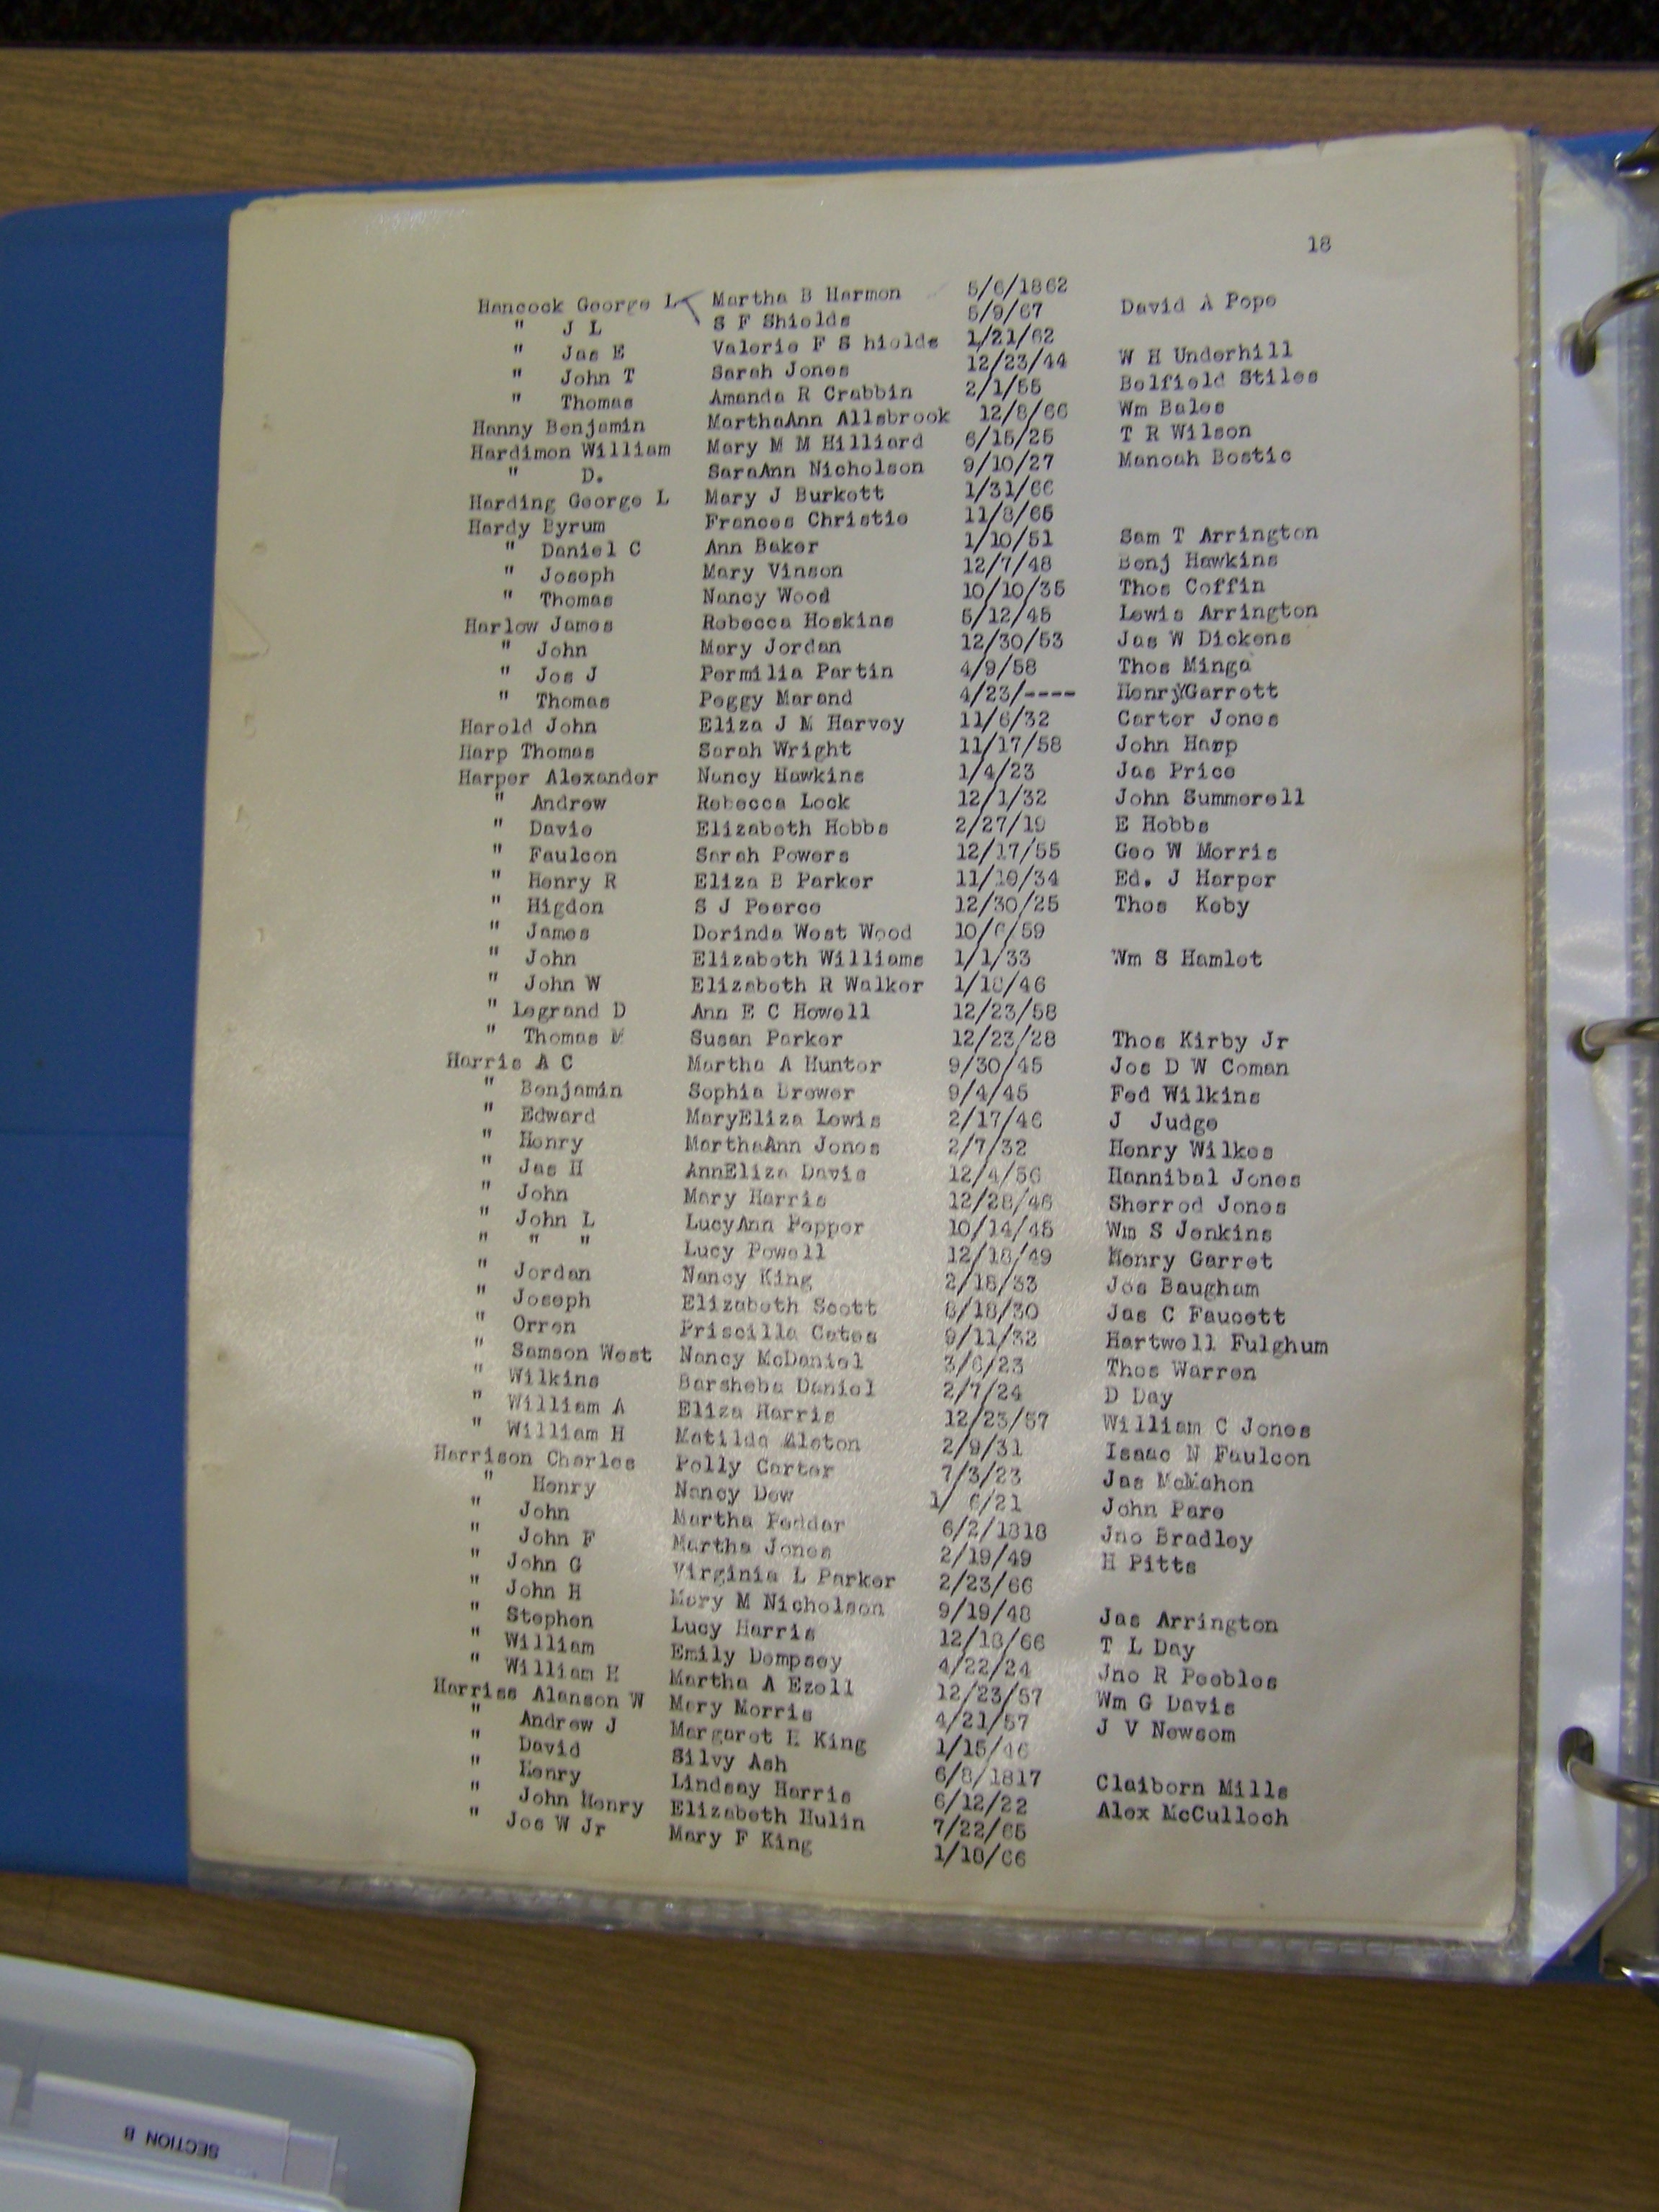 18
Hancock George L Martha B Harmon 5/6/1862
" J L S F Shields 5/9/67 David A Pope
" Jas E Valerie F S hields 1/21/62
" John T Sarah Jones 12/23/44 W H Underhill
" Thomas Amanda R Crabbin 2/1/55 Belfield Stiles
Hanny Benjamin MarthaAnn Allsbrook 12/8/66 Wm Bales
Hardimon William Mary M M Hilliard 6/15/25 T R Wilson
" D. SaraAnn Nicholson 9/10/27 Manoah Bostic
Harding George L Mary J Burkett 1/31/66
Hardy Byrum Frances Christie 11/8/65
" Daniel C Ann Baker 1/10/51 Sam T Arrington
" Joseph Mary Vinson 12/7/48 Benj Hawkins
" Thomas Nancy Wood 10/10/35 Thos Coffin
Harlow James Rebecca Hoskins 5/12/45 Lewis Arrington
" John Mary Jordan 12/30/53 Jas W Dickens
" Jos J Permilia Partin 4/9/58 Thos Minga
" Thomas Peggy Marand 4/23/---- HenryYGarrett
Harold John Eliza J M Harvey 11/6/32 Carter Jones
Harp Thomas Sarah Wright 11/17/58 John Harp
Harper Alexander Nancy Hawkins 1/4/23 Jas Price
" Andrew Rebecca Lock 12/1/32 John Summerell
" Davie Elizabeth Hobbs 2/27/19 E Hobbs
" Faulcon Sarah Powers 12/17/55 Geo W Morris
" Henry R Eliza B Parker 11/10/34 Ed. J Harper
" Higdon S J Pearce 12/30/25 Thos Keby
" James Dorinda West Wood 10/6/59
" John Elizabeth Williams 1/1/33 Wm S Hamlet
" John W Elizabeth R Walker 1/18/46
" Legrand D Ann E C Howell 12/23/58
" Thomas M Susan Parker 12/23/28 Thos Kirby Jr
Harris A C Martha A Hunter 9/30/45 Jos D W Coman
" Benjamin Sophia Brewer 9/4/45 Fed Wilkins
" Edward MaryEliza Lewis 2/17/46 J Judge
" Henry MarthaAnn Jones 2/7/32 Henry Wilkes
" Jas H AnnEliza Davis 12/4/56 Hannibal Jones
" John Mary Harris 12/28/46 Sherrod Jones
" John L LucyAnn Pepper 10/14/45 Wm S Jenkins
" " " Lucy Powell 12/18/49 Henry Garret
" Jordan Nancy King 2/18/33 Jos Baugham
" Joseph Elizabeth Scott 8/18/30 Jas C Faucett
" Orren Priscilla Cates 9/11/32 Hartwell Fulghum
" Samson West Nancy McDaniel 3/6/23 Thos Warren
" Wilkins Barsheba Daniel 2/7/24 D Day
" William A Eliza Harris 12/23/57 William C Jones
" William H Matilda Alston 2/9/31 Isaac N Faulcon
Harrison Charles Polly Carter 7/3/23 Jas McMahon
" Henry Nancy Dew 1/ 6/21 John Pare
" John Martha Peddar 6/2/1818 Jno Bradley
" John F Martha Jones 2/19/49 H Pitts
" John G Virginia L Parker 2/23/66
" John H Mary M Nicholson 9/19/48 Jas Arrington
" Stephen Lucy Harris 12/18/66 T L Day
" William Emily Dempsey 4/22/24 Jno R Peebles
" William H Martha A Ezell 12/23/57 Wm G Davis
Harriss Alanson W Mary Morris 4/21/57 J V Newsom
" Andrew J Margaret E King 1/15/46
" David Silvy Ash 6/8/1817 Claiborn Mills
" Henry Lindsay Harris 6/12/22 Alex McCulloch
" John Henry Elizabeth Hulin 7/22/65
" Jos W Jr Mary F King 1/18/66
SECTION B